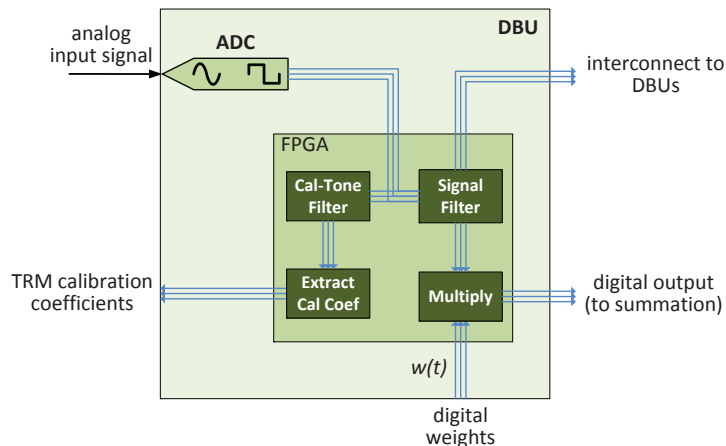 ADC
DBU
analog
input signal
interconnect to
DBUs
FPGA
Cal-Tone
Filter
Signal
Filter
TRM calibration
coefficients
Extract
Cal Coef
Multiply
digital output
(to summation)
w(t)
digital
weights